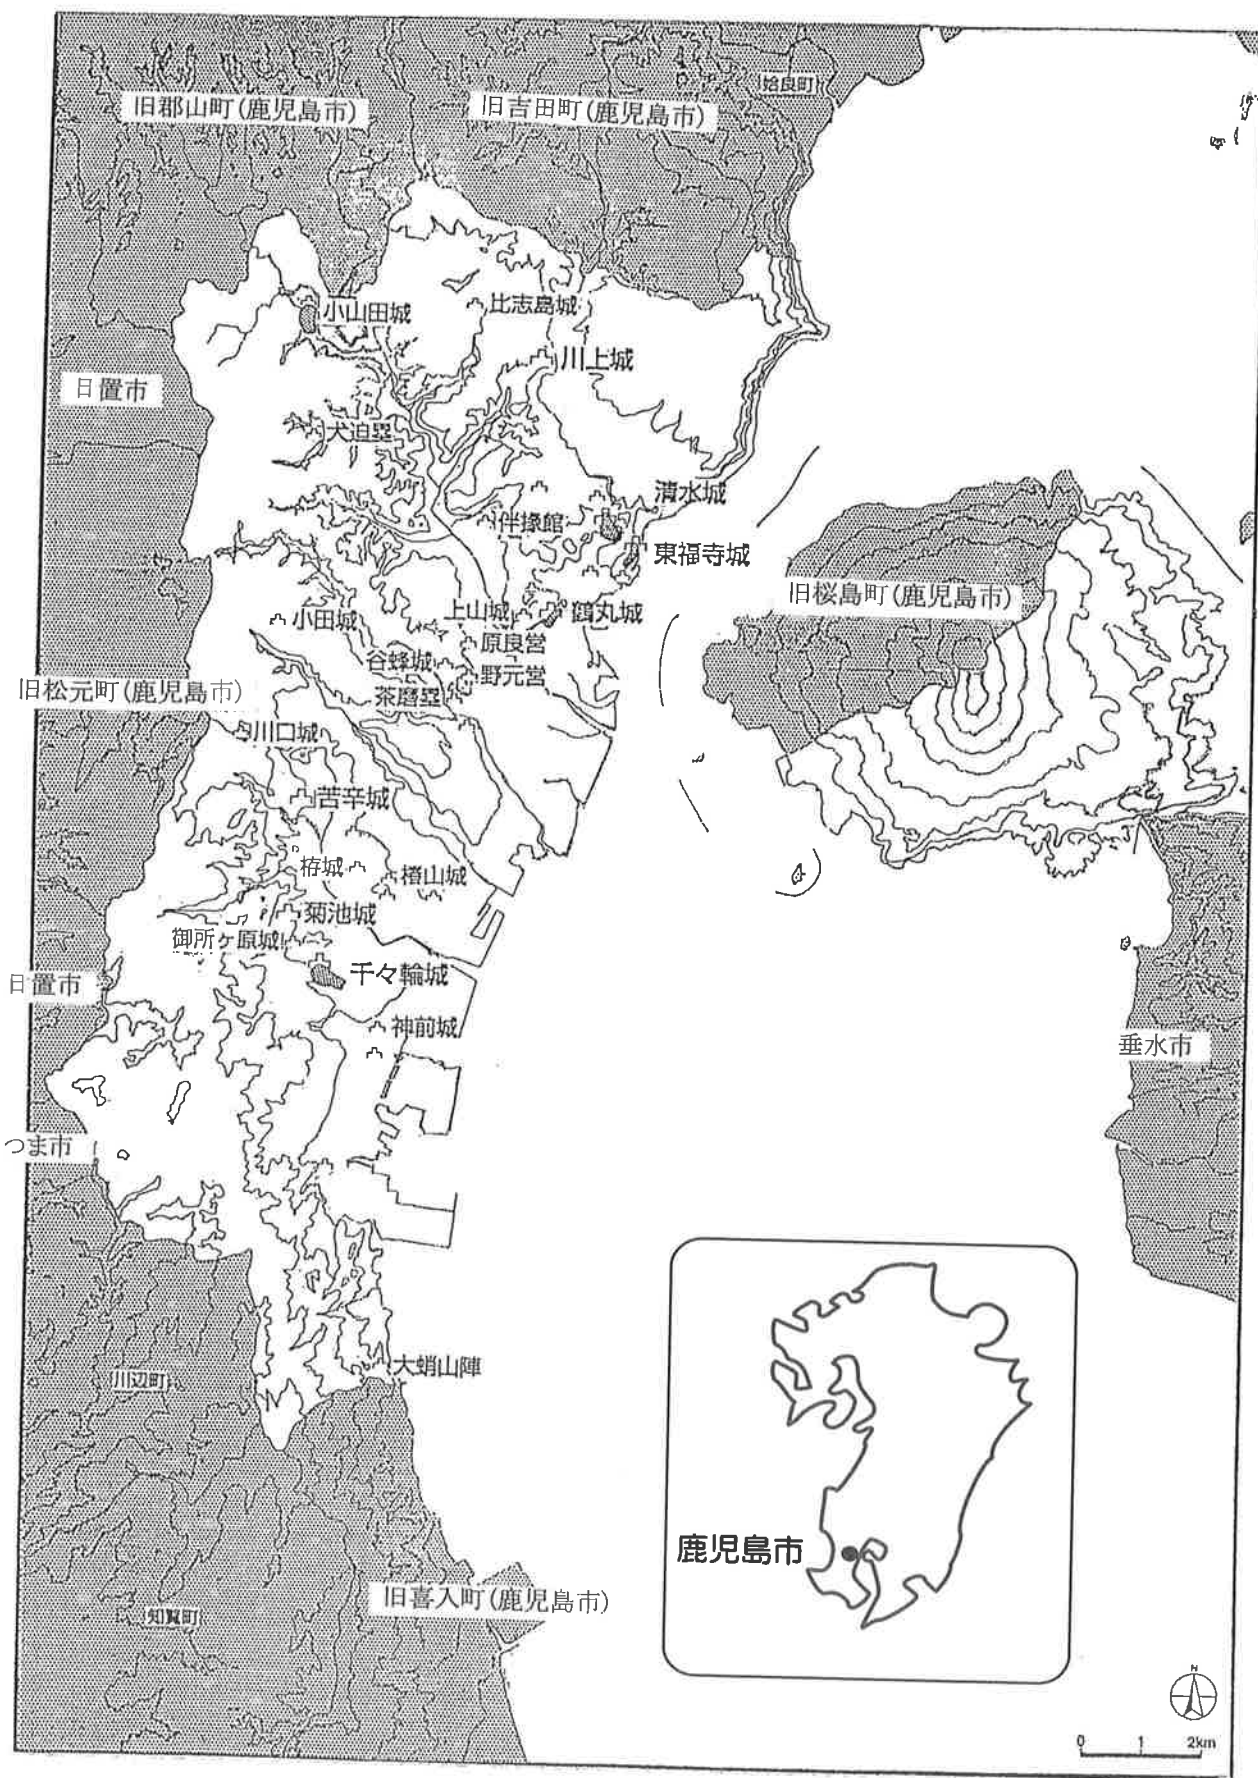 姶良町
旧郡山町(鹿児島市)
旧吉田町(鹿児島市)
小山田城
比志島城
川上城
日置市
犬迫塁
清水城
伴掾館
東福寺城
旧桜島町(鹿児島市)
上山城
鶴丸城
小田城
原良営
谷蜂城
野元営
旧松元町(鹿児島市)
茶磨塁
川口城
苦辛城
栫城
橦山城
菊池城
御所ヶ原城
日置市
千々輪城
神前城
垂水市
つま市
大蛸山陣
川辺町
鹿児島市
旧喜入町(鹿児島市)
知覧町
N
0 1 2km